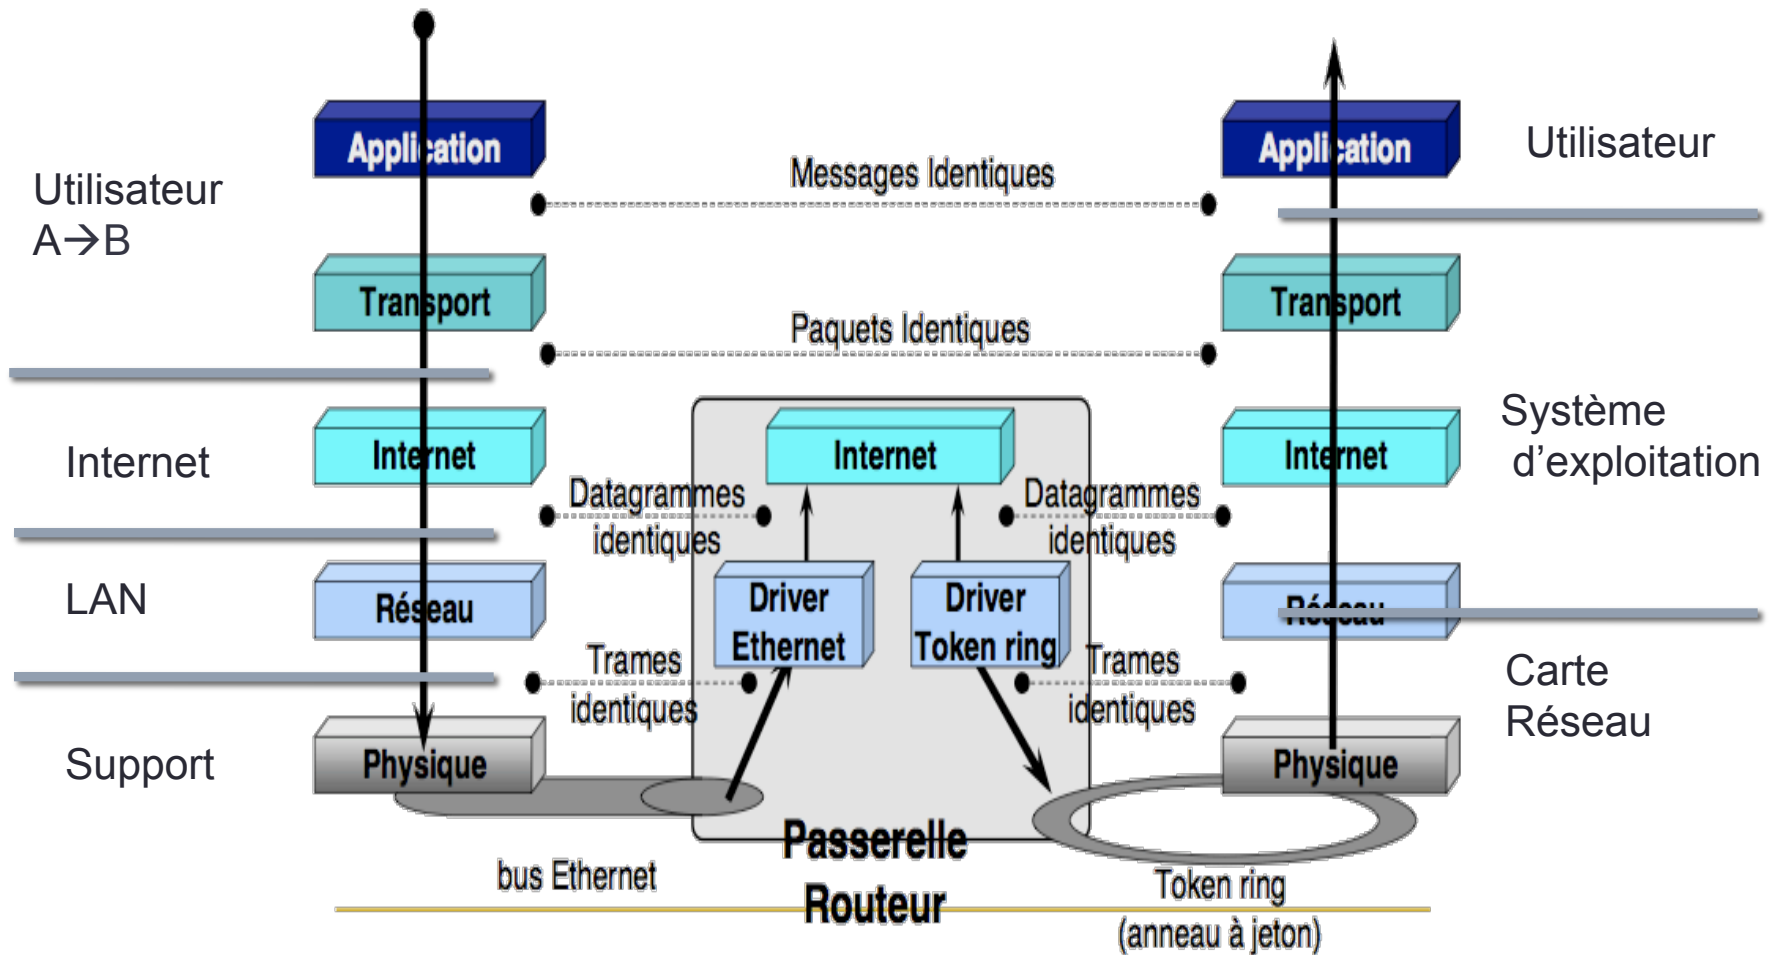 Application
Application
Utilisateur
Messages Identiques
Utilisateur
A→B
Transport
Transport
Paquets Identiques
Système
d’exploitation
Internet
Internet
Internet
Internet
Datagrammes
identiques
Datagrammes
identiques
LAN
Réseau
Driver
Ethernet
Driver
Token ring
Réseau
Trames
identiques
Trames
identiques
Carte
Réseau
Support
Physique
Physique
Passerelle
Routeur
bus Ethernet
Token ring
(anneau à jeton)